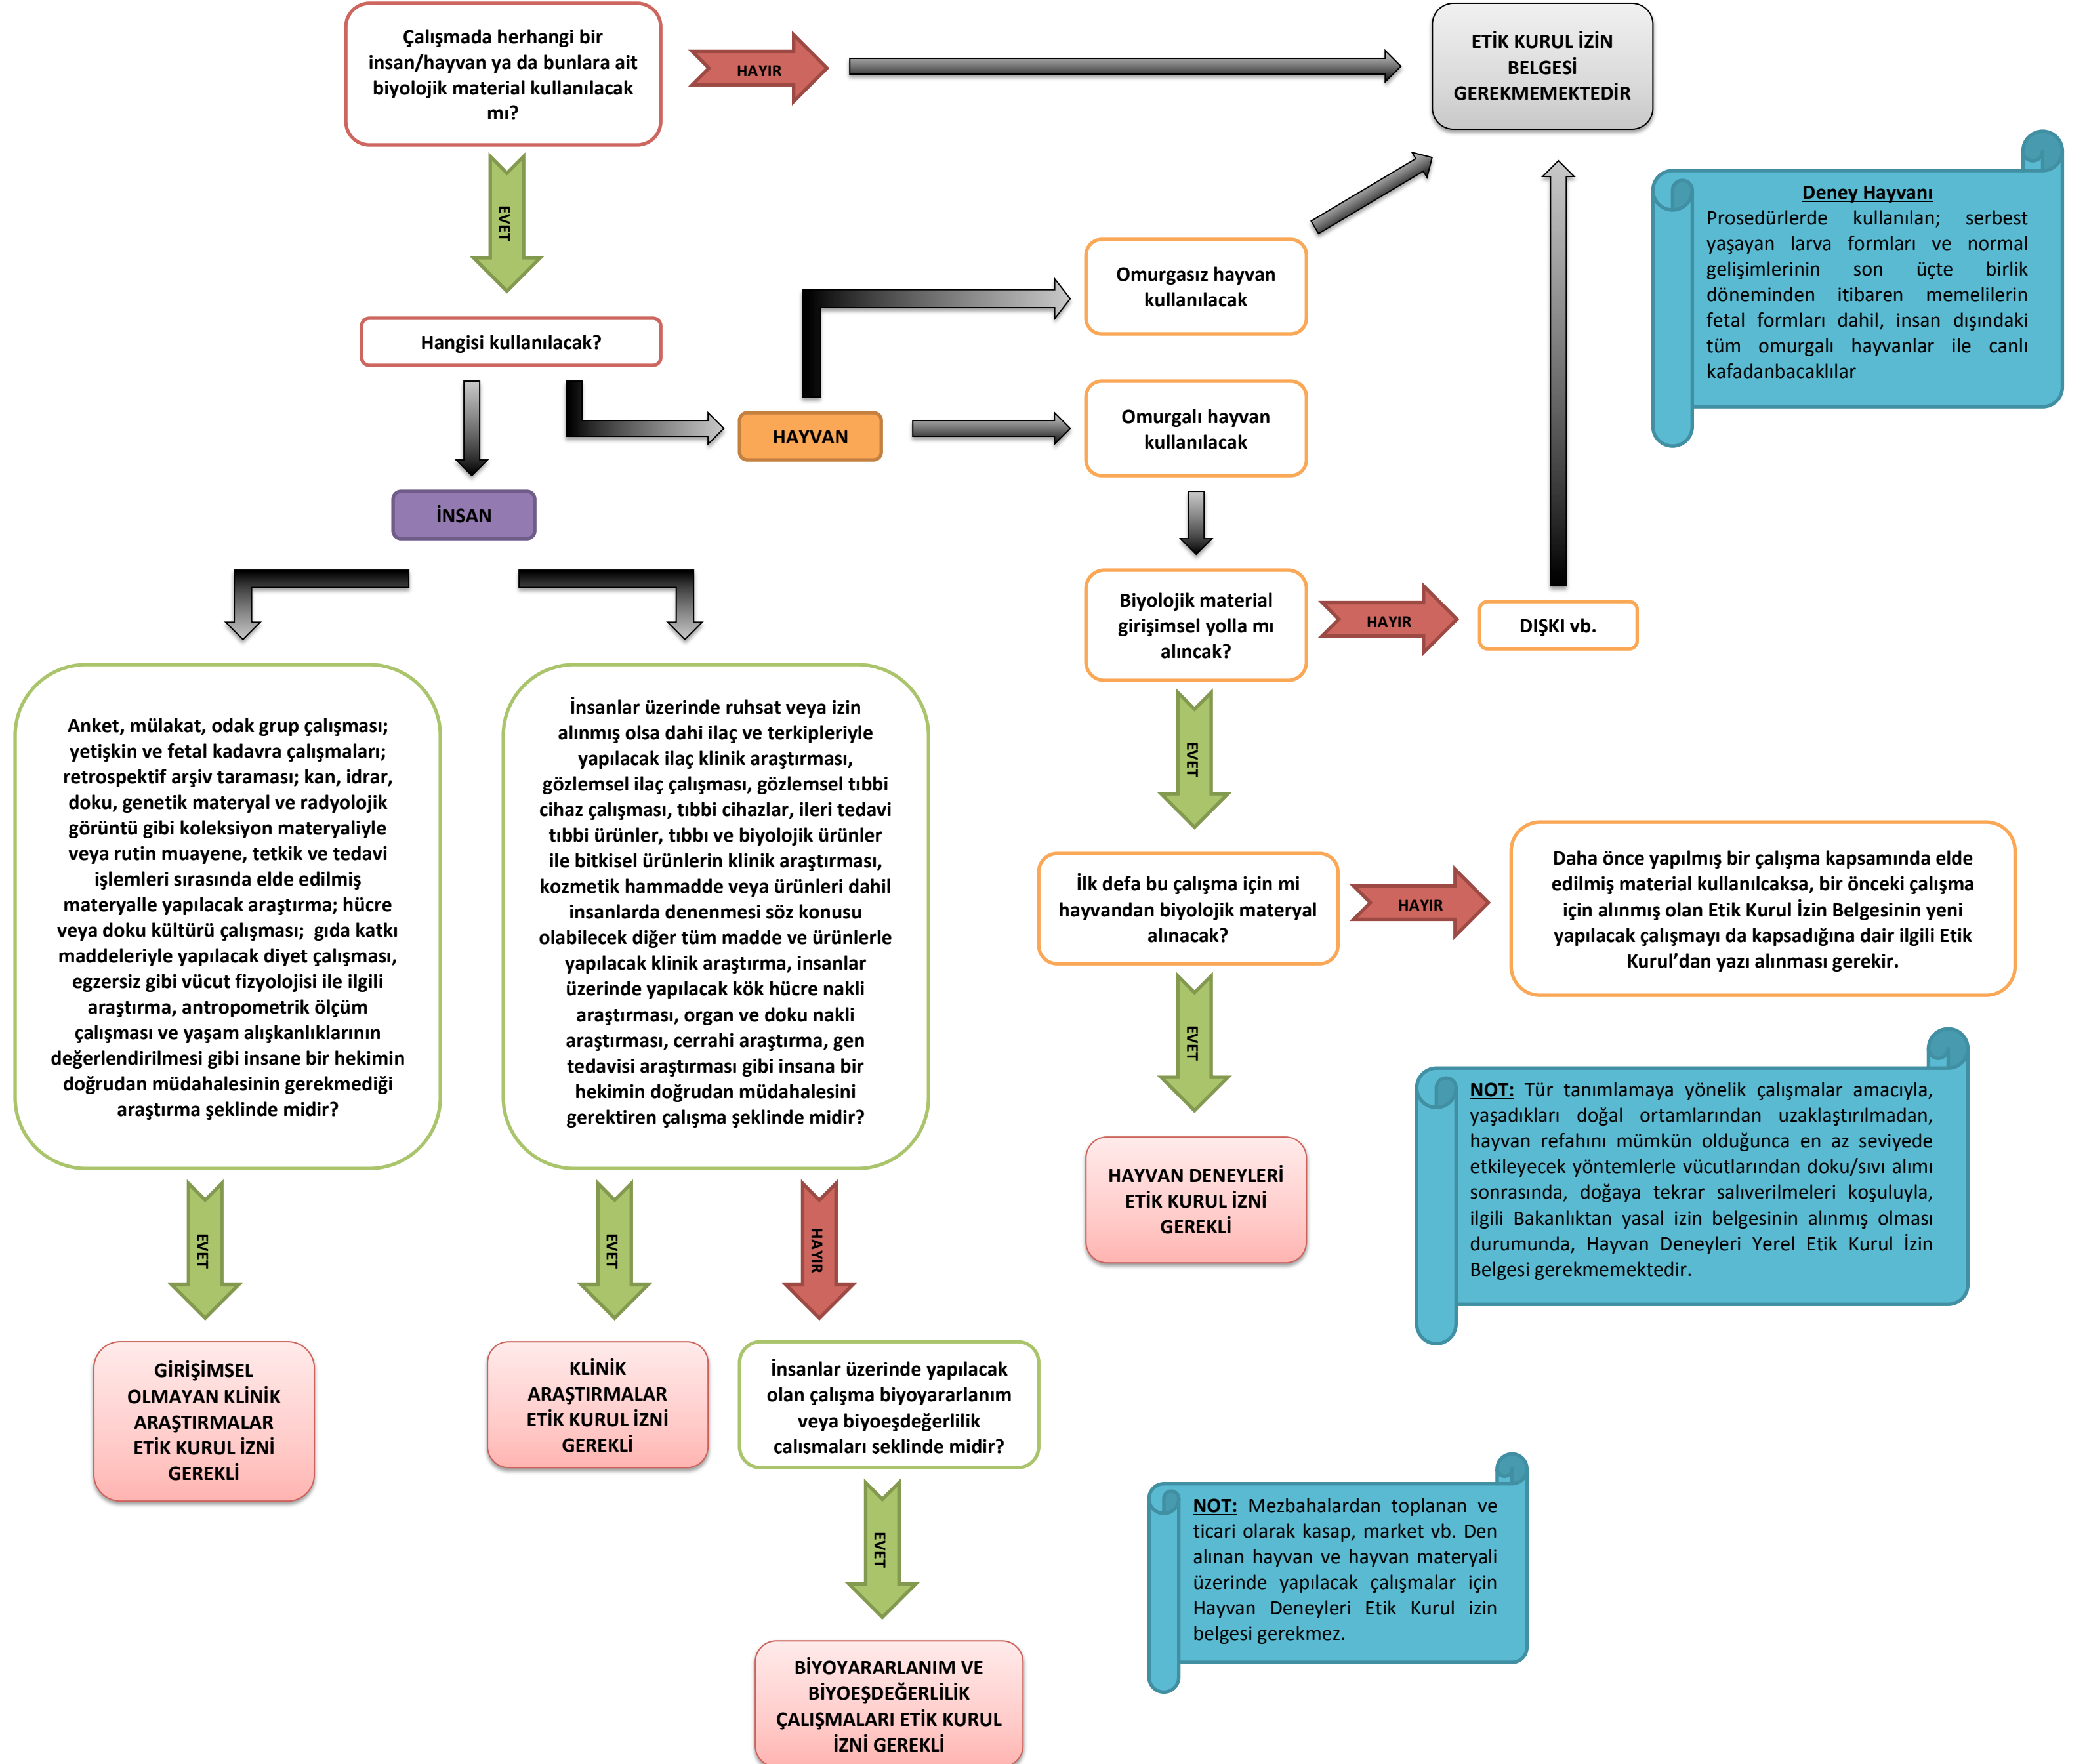 Çalışmada herhangi bir
insan/hayvan ya da bunlara ait
biyolojik material kullanılacak
mı?
HAYIR
ETİK KURUL İZİN
BELGESİ
GEREKMEMEKTEDİR
EVET
Deney Hayvanı
Prosedürlerde kullanılan; serbest
yaşayan larva formları ve normal
gelişimlerinin son üçte birlik
döneminden itibaren memelilerin
fetal formları dahil, insan dışındaki
tüm omurgalı hayvanlar ile canlı
kafadanbacaklılar
Hangisi kullanılacak?
Omurgasız hayvan
kullanılacak
HAYVAN
Omurgalı hayvan
kullanılacak
İNSAN
Biyolojik material
girişimsel yolla mı
alıncak?
HAYIR
DIŞKI vb.
EVET
Anket, mülakat, odak grup çalışması;
yetişkin ve fetal kadavra çalışmaları;
retrospektif arşiv taraması; kan, idrar,
doku, genetik materyal ve radyolojik
görüntü gibi koleksiyon materyaliyle
veya rutin muayene, tetkik ve tedavi
işlemleri sırasında elde edilmiş
materyalle yapılacak araştırma; hücre
veya doku kültürü çalışması; gıda katkı
maddeleriyle yapılacak diyet çalışması,
egzersiz gibi vücut fizyolojisi ile ilgili
araştırma, antropometrik ölçüm
çalışması ve yaşam alışkanlıklarının
değerlendirilmesi gibi insane bir hekimin
doğrudan müdahalesinin gerekmediği
araştırma şeklinde midir?
İnsanlar üzerinde ruhsat veya izin
alınmış olsa dahi ilaç ve terkipleriyle
yapılacak ilaç klinik araştırması,
gözlemsel ilaç çalışması, gözlemsel tıbbi
cihaz çalışması, tıbbi cihazlar, ileri tedavi
tıbbi ürünler, tıbbı ve biyolojik ürünler
ile bitkisel ürünlerin klinik araştırması,
kozmetik hammadde veya ürünleri dahil
insanlarda denenmesi söz konusu
olabilecek diğer tüm madde ve ürünlerle
yapılacak klinik araştırma, insanlar
üzerinde yapılacak kök hücre nakli
araştırması, organ ve doku nakli
araştırması, cerrahi araştırma, gen
tedavisi araştırması gibi insana bir
hekimin doğrudan müdahalesini
gerektiren çalışma şeklinde midir?
İlk defa bu çalışma için mi
hayvandan biyolojik materyal
alınacak?
HAYIR
Daha önce yapılmış bir çalışma kapsamında elde
edilmiş material kullanılcaksa, bir önceki çalışma
için alınmış olan Etik Kurul İzin Belgesinin yeni
yapılacak çalışmayı da kapsadığına dair ilgili Etik
Kurul’dan yazı alınması gerekir.
EVET
HAYVAN DENEYLERİ
ETİK KURUL İZNİ
GEREKLİ
NOT: Tür tanımlamaya yönelik çalışmalar amacıyla,
yaşadıkları doğal ortamlarından uzaklaştırılmadan,
hayvan refahını mümkün olduğunca en az seviyede
etkileyecek yöntemlerle vücutlarından doku/sıvı alımı
sonrasında, doğaya tekrar salıverilmeleri koşuluyla,
ilgili Bakanlıktan yasal izin belgesinin alınmış olması
durumunda, Hayvan Deneyleri Yerel Etik Kurul İzin
Belgesi gerekmemektedir.
EVET
EVET
HAYIR
GİRİŞİMSEL
OLMAYAN KLİNİK
ARAŞTIRMALAR
ETİK KURUL İZNİ
GEREKLİ
KLİNİK
ARAŞTIRMALAR
ETİK KURUL İZNİ
GEREKLİ
İnsanlar üzerinde yapılacak
olan çalışma biyoyararlanım
veya biyoeşdeğerlilik
calısmaları seklinde midir?
EVET
NOT: Mezbahalardan toplanan ve
ticari olarak kasap, market vb. Den
alınan hayvan ve hayvan materyali
üzerinde yapılacak çalışmalar için
Hayvan Deneyleri Etik Kurul izin
belgesi gerekmez.
BİYOYARARLANIM VE
BİYOEŞDEĞERLİLİK
ÇALIŞMALARI ETİK KURUL
İZNİ GEREKLİ